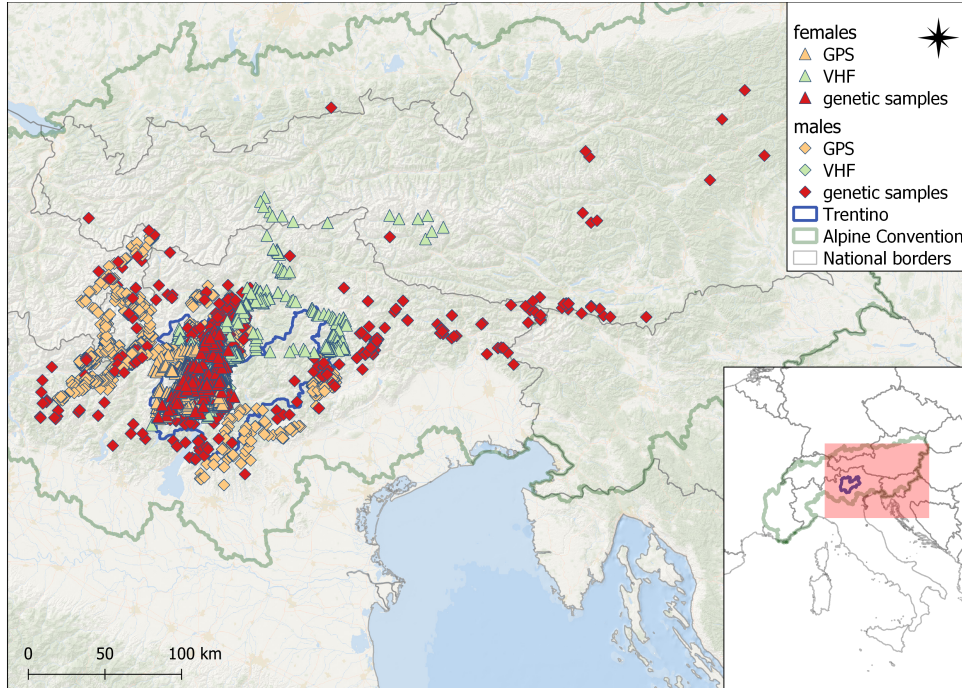 females
GPS
VHF
genetic samples
males
GPS
VHF
genetic samples
Trentino
Alpine Convention
National borders
0 50 100 km